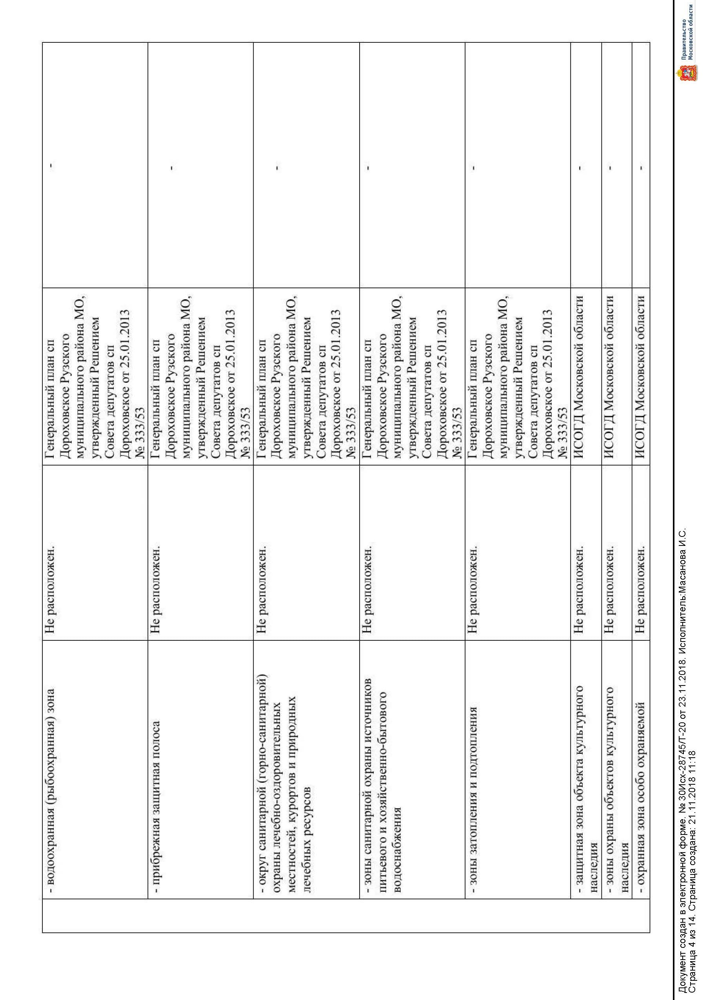 - водоохранная (рыбоохранная) зона
Не расположен.
Генеральный план сп
Дороховское Рузского
муниципального района МО,
утвержденный Решением
Совета депутатов сп
Дороховское от 25.01.2013
№ 333/53
-
- прибрежная защитная полоса
Не расположен.
Генеральный план сп
Дороховское Рузского
муниципального района МО,
утвержденный Решением
Совета депутатов сп
Дороховское от 25.01.2013
№ 333/53
-
- округ санитарной (горно-санитарной)
охраны лечебно-оздоровительных
местностей, курортов и природных
лечебных ресурсов
Не расположен.
Генеральный план сп
Дороховское Рузского
муниципального района МО,
утвержденный Решением
Совета депутатов сп
Дороховское от 25.01.2013
№ 333/53
-
- зоны санитарной охраны источников
питьевого и хозяйственно-бытового
водоснабжения
Не расположен.
Генеральный план сп
Дороховское Рузского
муниципального района МО,
утвержденный Решением
Совета депутатов сп
Дороховское от 25.01.2013
№ 333/53
-
- зоны затопления и подтопления
Не расположен.
Генеральный план сп
Дороховское Рузского
муниципального района МО,
утвержденный Решением
Совета депутатов сп
Дороховское от 25.01.2013
№ 333/53
-
- защитная зона объекта культурного
наследия
Не расположен.
ИСОГД Московской области
-
- зоны охраны объектов культурного
наследия
Не расположен.
ИСОГД Московской области
-
- охранная зона особо охраняемой
Не расположен.
ИСОГД Московской области
-
Документ создан в электронной форме. № 30Исх-28745/Т-20 от 23.11.2018. Исполнитель:Масанова И.С.
Страница 4 из 14. Страница создана: 21.11.2018 11:18
Правительство
Московской области